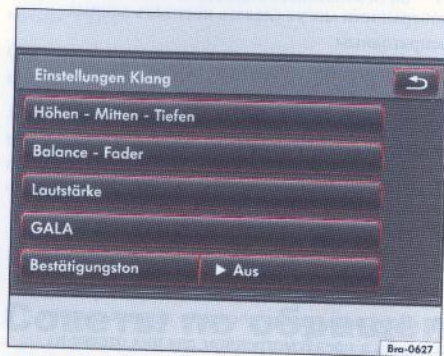 Einstellungen Klang
Höhen - Mitten - Tiefen
Balance - Fader
Lautstärke
GALA
Bestätigungston ▶ Aus
Bra-0627